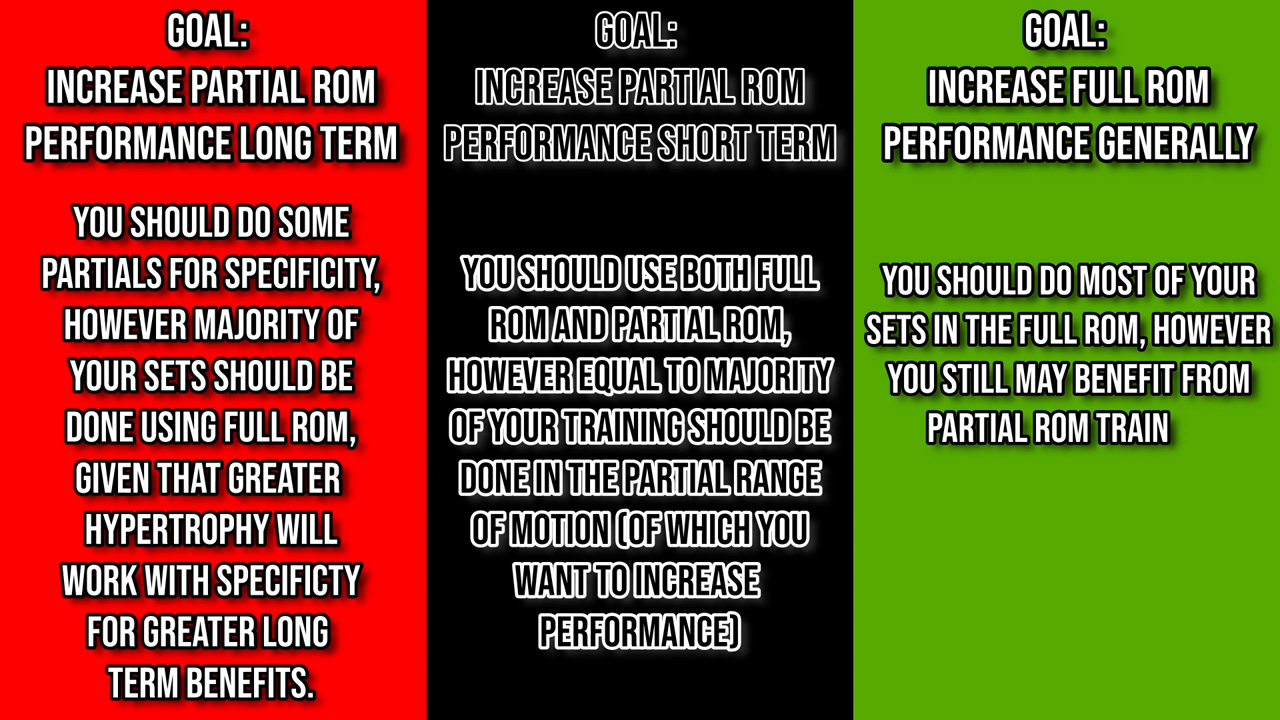 GOAL:
INCREASE PARTIAL ROM
PERFORMANCE LONG TERM
YOU SHOULD DO SOME
PARTIALS FOR SPECIFICITY,
HOWEVER MAJORITY OF
YOUR SETS SHOULD BE
DONE USING FULL ROM,
GIVEN THAT GREATER
HYPERTROPHY WILL
WORK WITH SPECIFICTY
FOR GREATER LONG
TERM BENEFITS.
GOAL:
INCREASE PARTIAL ROM
PERFORMANCE SHORT TERM
YOU SHOULD USE BOTH FULL
ROM AND PARTIAL ROM,
HOWEVER EQUAL TO MAJORITY
OF YOUR TRAINING SHOULD BE
DONE IN THE PARTIAL RANGE
OF MOTION (OF WHICH YOU
WANT TO INCREASE
PERFORMANCE)
GOAL:
INCREASE FULL ROM
PERFORMANCE GENERALLY
YOU SHOULD DO MOST OF YOUR
SETS IN THE FULL ROM, HOWEVER
YOU STILL MAY BENEFIT FROM
PARTIAL ROM TRAIN